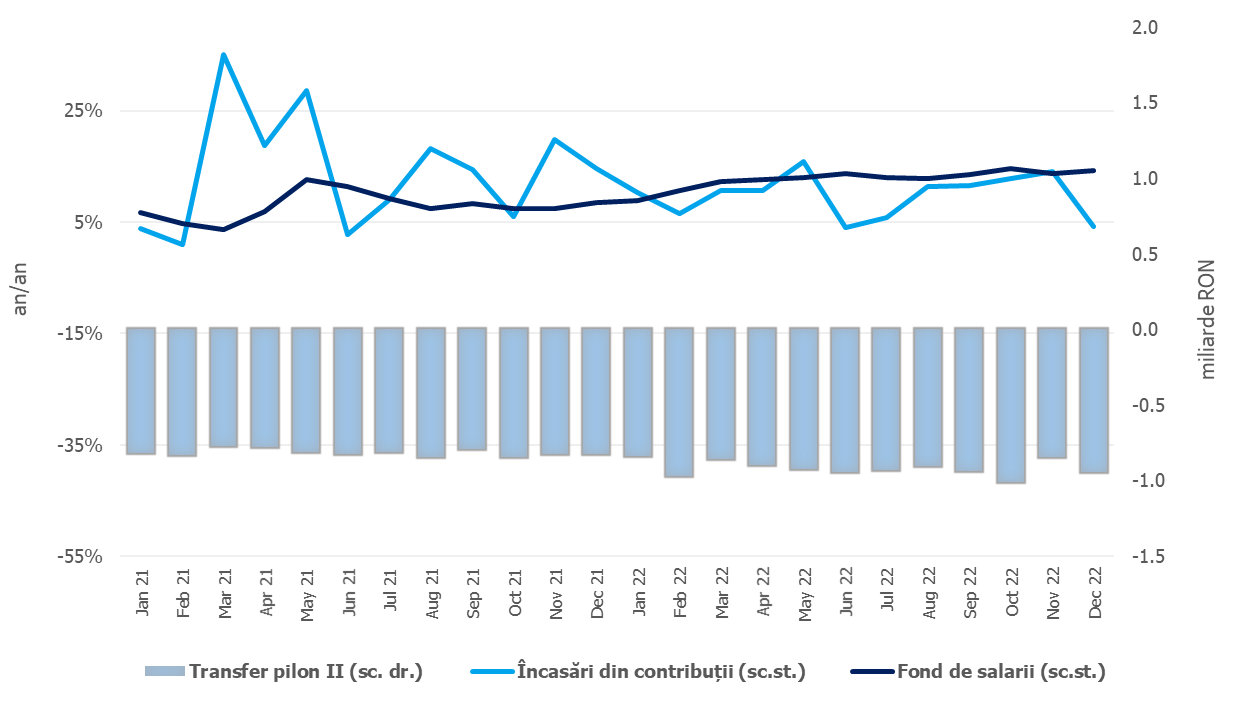 2.0
1.5
25%
1.0
5%
0.5
an/an
-15%
0.0
miliarde RON
-0.5
-35%
-1.0
-55%
-1.5
Jan 21
Feb 21
Mar 21
Apr 21
May 21
Jun 21
Jul 21
Aug 21
Sep 21
Oct 21
Nov 21
Dec 21
Jan 22
Feb 22
Mar 22
Apr 22
May 22
Jun 22
Jul 22
Aug 22
Sep 22
Oct 22
Nov 22
Dec 22
Transfer pilon II (sc. dr.)
Încasări din contribuții (sc.st.)
Fond de salarii (sc.st.)